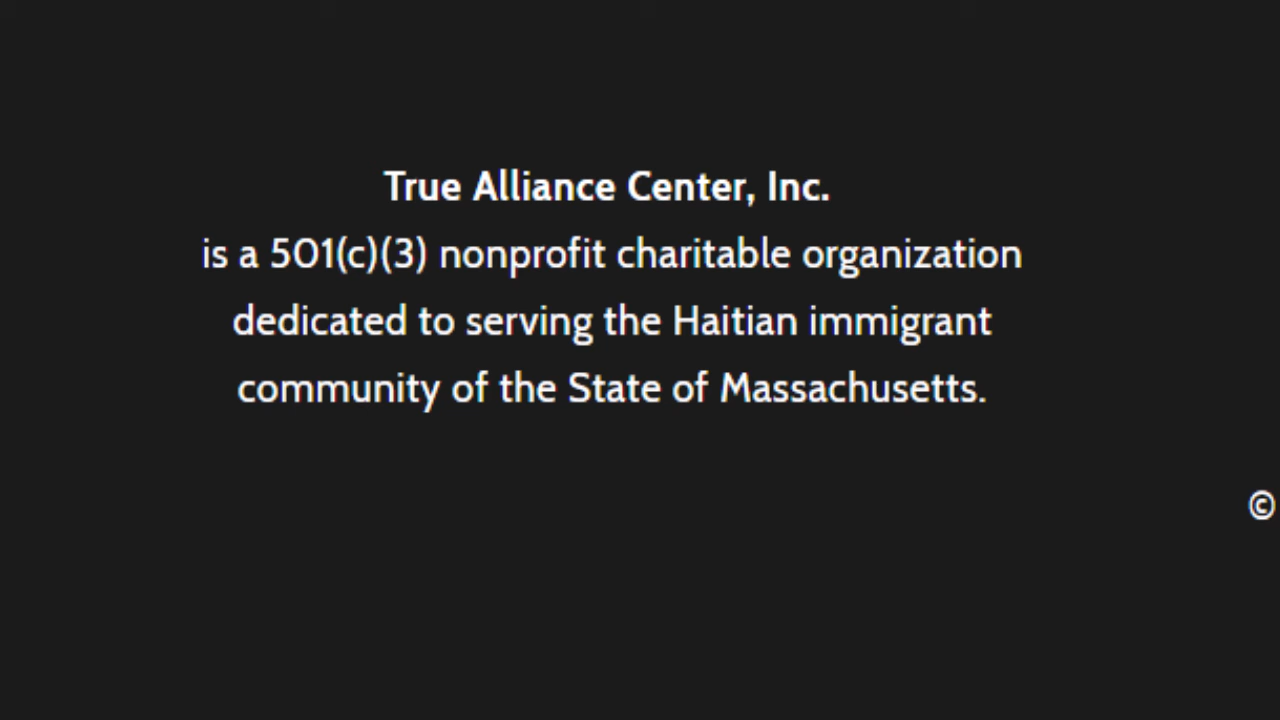 True Alliance Center, Inc.
is a 501(c)(3) nonprofit charitable organization
dedicated to serving the Haitian immigrant
community of the State of Massachusetts.
©